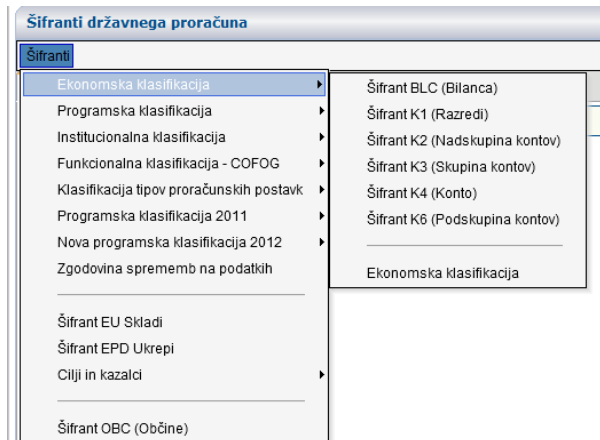 Šifranti državnega proračuna
Šifranti
Ekonomska klasifikacija
Programska klasifikacija
Institucionalna klasifikacija
Funkcionalna klasifikacija - COFOG
Klasifikacija tipov proračunskih postavk
Programska klasifikacija 2011
Nova programska klasifikacija 2012
Zgodovina sprememb na podatkih
Šifrant EU Skladi
Šifrant EPD Ukrepi
Cilji in kazalci
Šifrant OBC (Občine)
Šifrant BLC (Bilanca)
Šifrant K1 (Razredi)
Šifrant K2 (Nadskupina kontov)
Šifrant K3 (Skupina kontov)
Šifrant K4 (Konto)
Šifrant K6 (Podskupina kontov)
Ekonomska klasifikacija